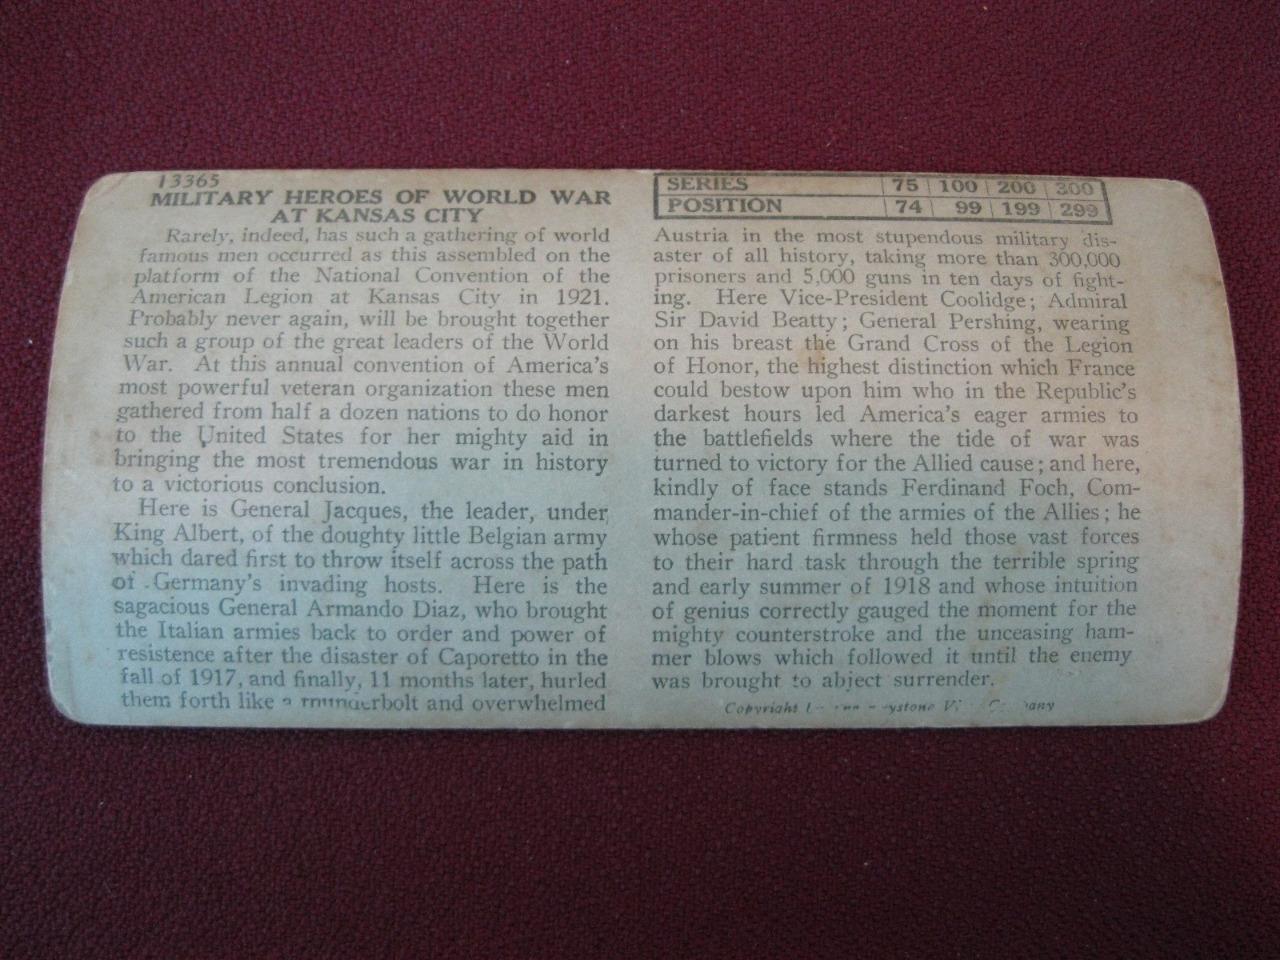 13365
MILITARY HEROES OF WORLD WAR
AT KANSAS CITY
Rarely, indeed, has such a gathering of world
famous men occurred as this assembled on the
platform of the National Convention of the
American Legion at Kansas City in 1921.
Probably never again, will be brought together
such a group of the great leaders of the World
War. At this annual convention of America's
most powerful veteran organization these men
gathered from half a dozen nations to do honor
to the United States for her mighty aid in
bringing the most tremendous war in history
to a victorious conclusion.
Here is General Jacques, the leader, under
King Albert, of the doughty little Belgian army
which dared first to throw itself across the path
of Germany's invading hosts. Here is the
sagacious General Armando Diaz, who brought
the Italian armies back to order and power of
resistence after the disaster of Caporetto in the
fall of 1917, and finally, 11 months later, hurled
them forth like a thunderbolt and overwhelmed
SERIES 75 100 200 300
POSITION 74 99 199 299
Austria in the most stupendous military dis-
aster of all history, taking more than 300,000
prisoners and 5,000 guns in ten days of fight-
ing. Here Vice-President Coolidge; Admiral
Sir David Beatty; General Pershing, wearing
on his breast the Grand Cross of the Legion
of Honor, the highest distinction which France
could bestow upon him who in the Republic's
darkest hours led America's eager armies to
the battlefields where the tide of war was
turned to victory for the Allied cause; and here,
kindly of face stands Ferdinand Foch, Com-
mander-in-chief of the armies of the Allies; he
whose patient firmness held those vast forces
to their hard task through the terrible spring
and early summer of 1918 and whose intuition
of genius correctly gauged the moment for the
mighty counterstroke and the unceasing ham-
mer blows which followed it until the enemy
was brought to abject surrender.
Copyright